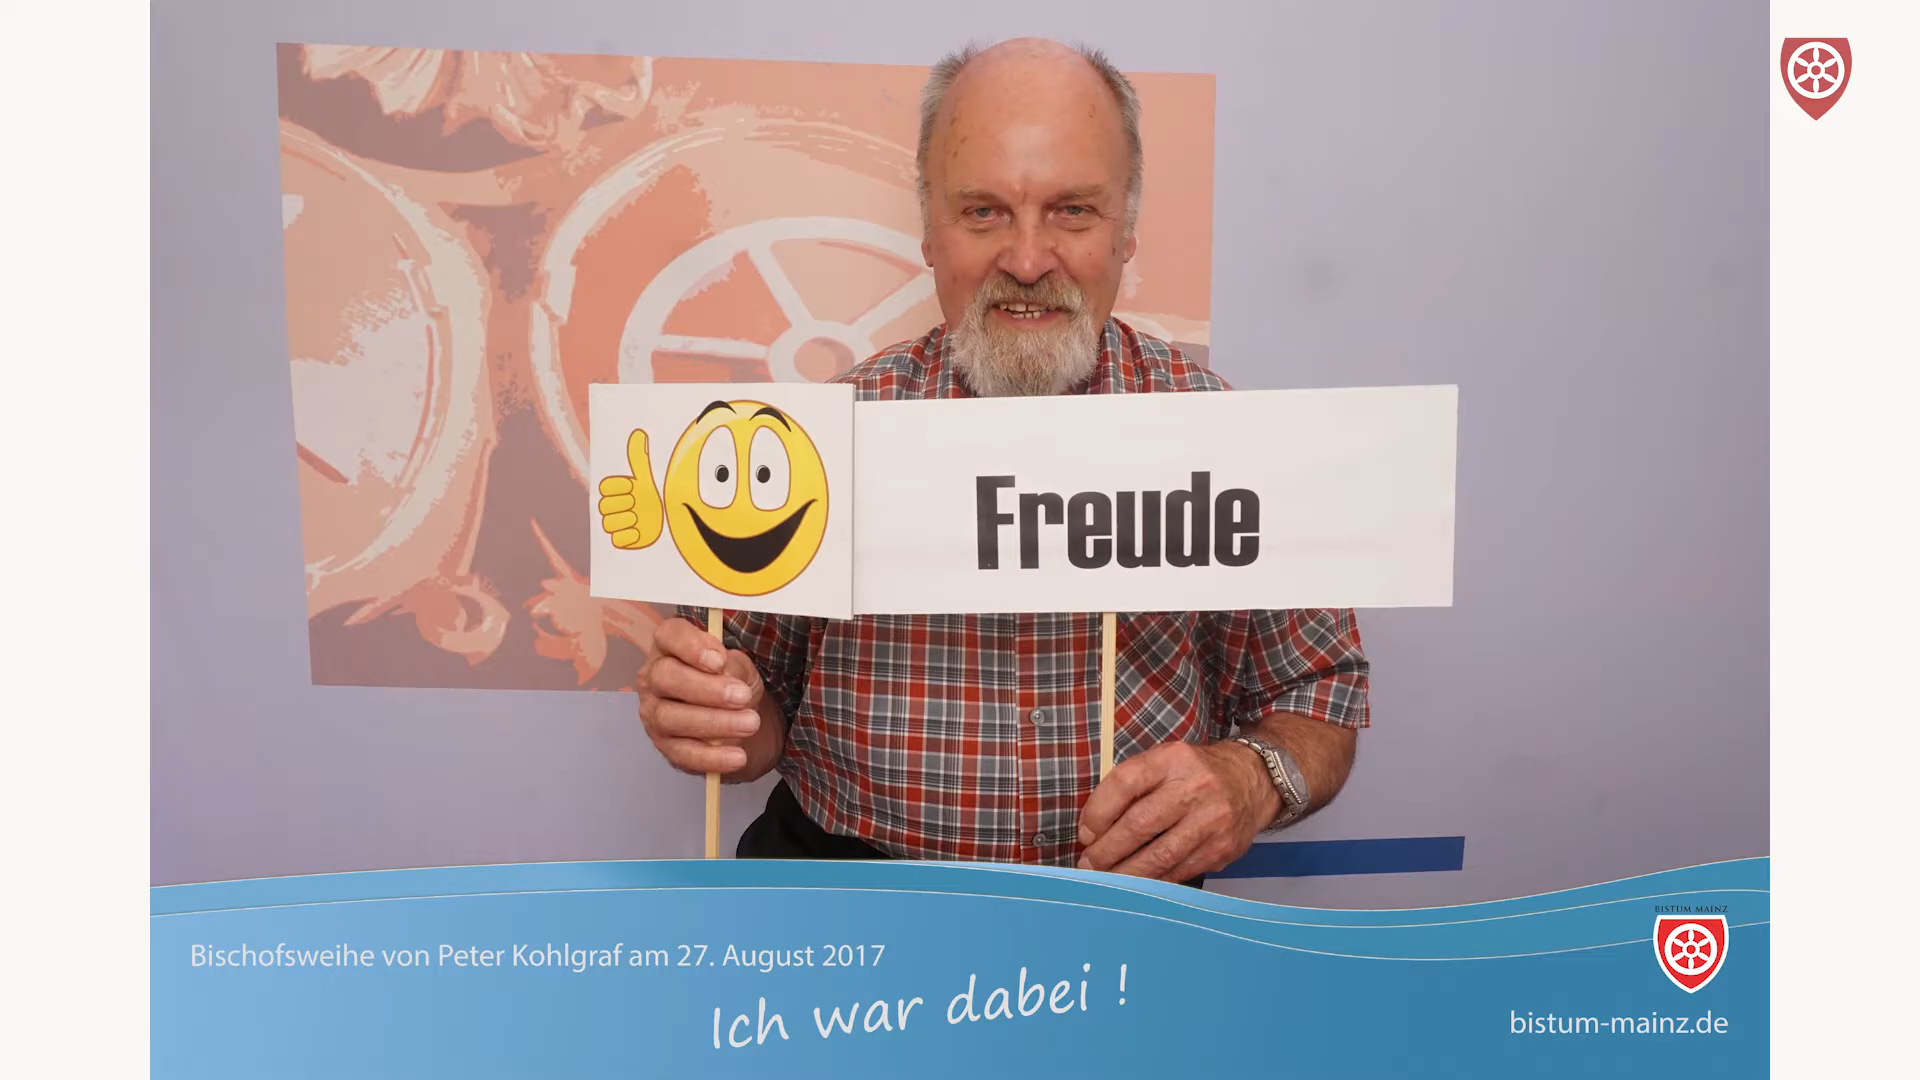 Freude
BISTUM MAINZ
Bischofsweihe von Peter Kohlgraf am 27. August 2017
Ich war dabei !
bistum-mainz.de